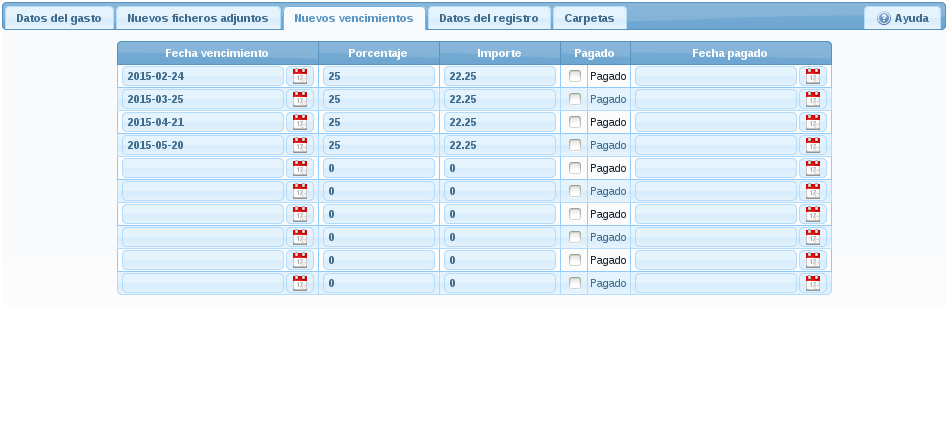 Datos del gasto Nuevos ficheros adjuntos Nuevos vencimientos Datos del registro Carpetas Ayuda
Fecha vencimiento Porcentaje Importe Pagado Fecha pagado
2015-02-24 25 22.25 Pagado
2015-03-25 25 22.25 Pagado
2015-04-21 25 22.25 Pagado
2015-05-20 25 22.25 Pagado
0 0 Pagado
0 0 Pagado
0 0 Pagado
0 0 Pagado
0 0 Pagado
0 0 Pagado